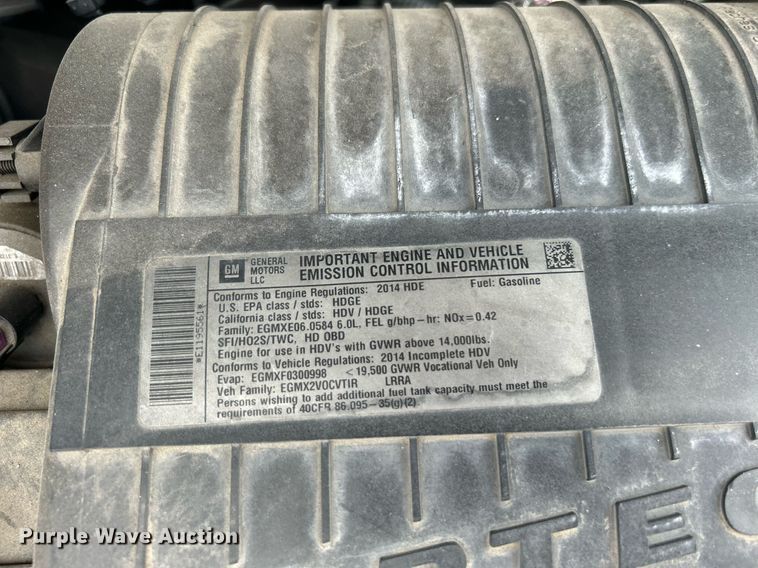 GM
GENERAL MOTORS LLC
IMPORTANT ENGINE AND VEHICLE
EMISSION CONTROL INFORMATION
Conforms to Engine Regulations: 2014 HDE Fuel: Gasoline
U.S. EPA class / stds: HDGE
California class / stds: HDV / HDGE
Family: EGMXE06.0584 6.0L, FEL g/bhp-hr: NOx=0.42
SFI/HO2S/TWC, HD OBD
Engine for use in HDV's with GVWR above 14,000lbs.
Conforms to Vehicle Regulations: 2014 Incomplete HDV
Evap: EGMXF0300998 <19,500 GVWR Vocational Veh Only
Veh Family: EGMX2VOCVTIR LRRA
Persons wishing to add additional fuel tank capacity must meet the
requirements of 40CFR 86.095-35(g)(2)
*E1195561*
RTEC
Purple Wave Auction